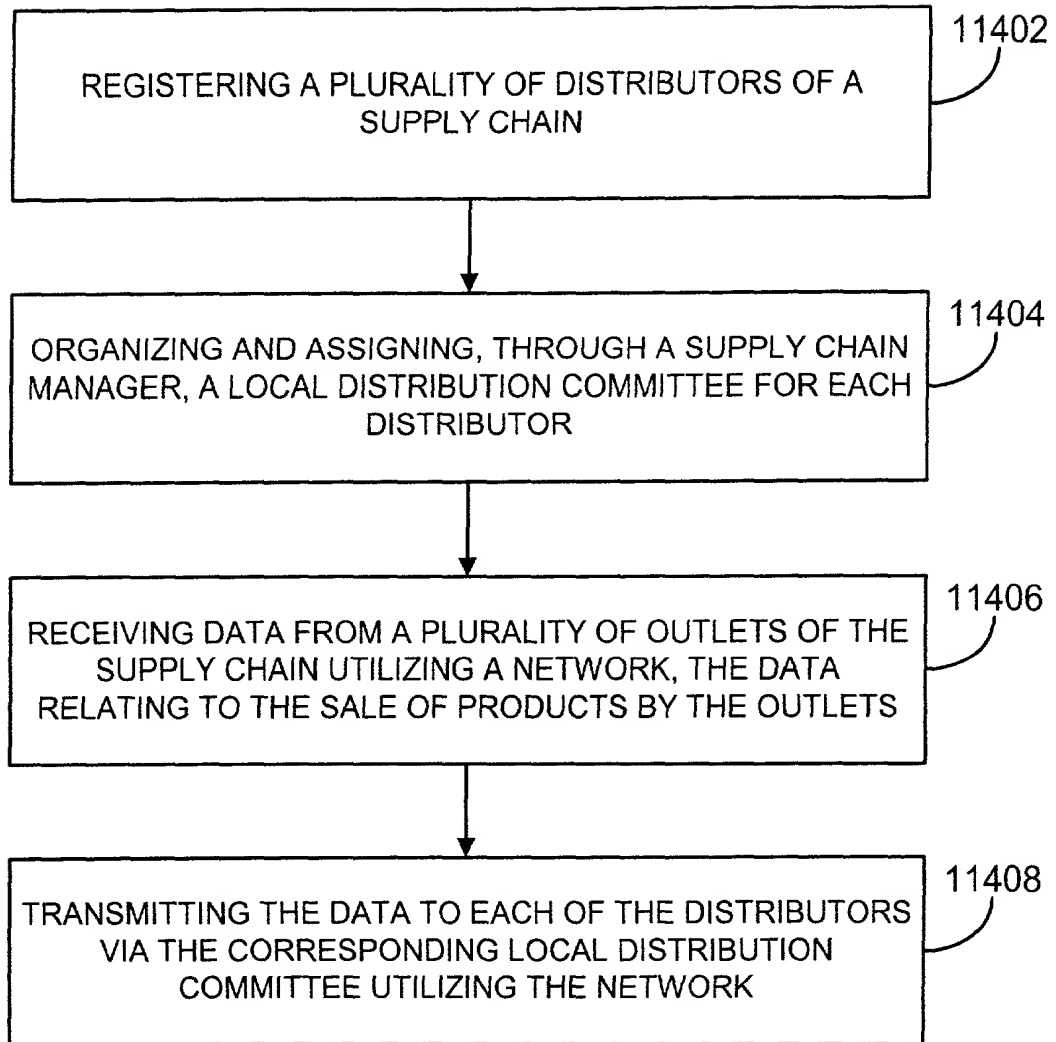 11402
REGISTERING A PLURALITY OF DISTRIBUTORS OF A
SUPPLY CHAIN
11404
ORGANIZING AND ASSIGNING, THROUGH A SUPPLY CHAIN
MANAGER, A LOCAL DISTRIBUTION COMMITTEE FOR EACH
DISTRIBUTOR
11406
RECEIVING DATA FROM A PLURALITY OF OUTLETS OF THE
SUPPLY CHAIN UTILIZING A NETWORK, THE DATA
RELATING TO THE SALE OF PRODUCTS BY THE OUTLETS
11408
TRANSMITTING THE DATA TO EACH OF THE DISTRIBUTORS
VIA THE CORRESPONDING LOCAL DISTRIBUTION
COMMITTEE UTILIZING THE NETWORK